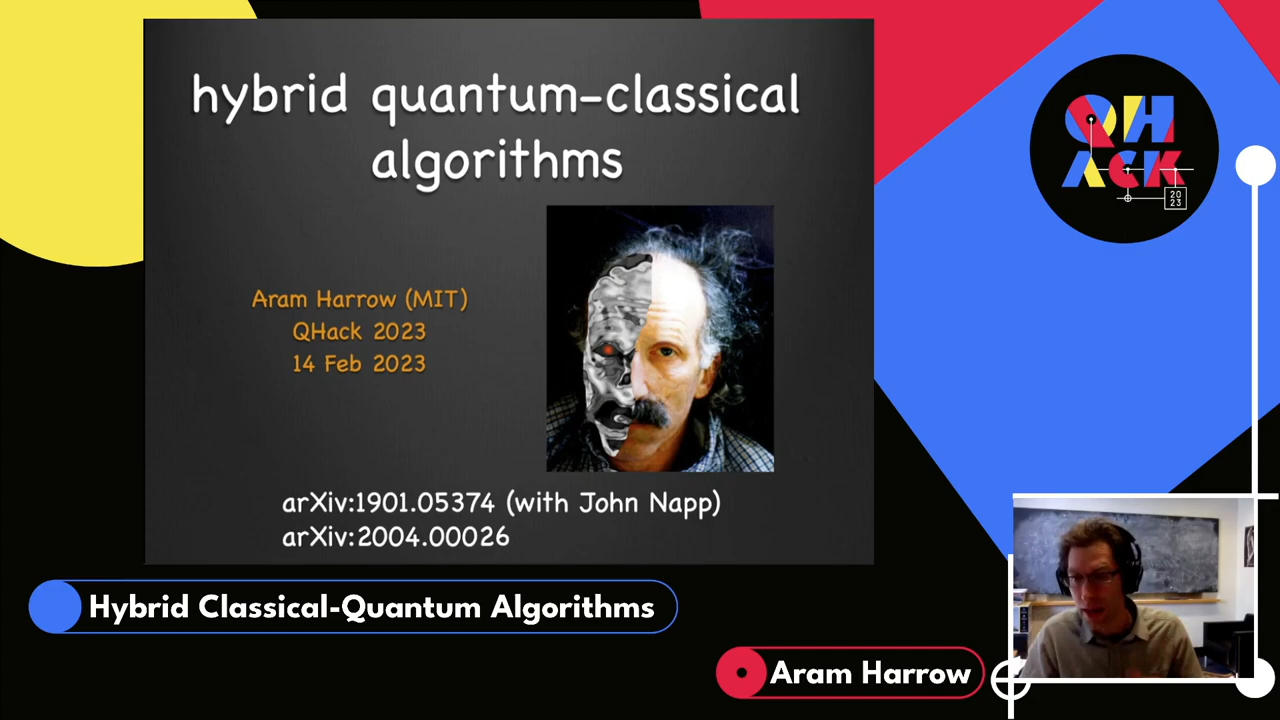 hybrid quantum-classical
algorithms
Aram Harrow (MIT)
QHack 2023
14 Feb 2023
arXiv:1901.05374 (with John Napp)
arXiv:2004.00026
QH
ACK
20
23
Hybrid Classical-Quantum Algorithms
Aram Harrow